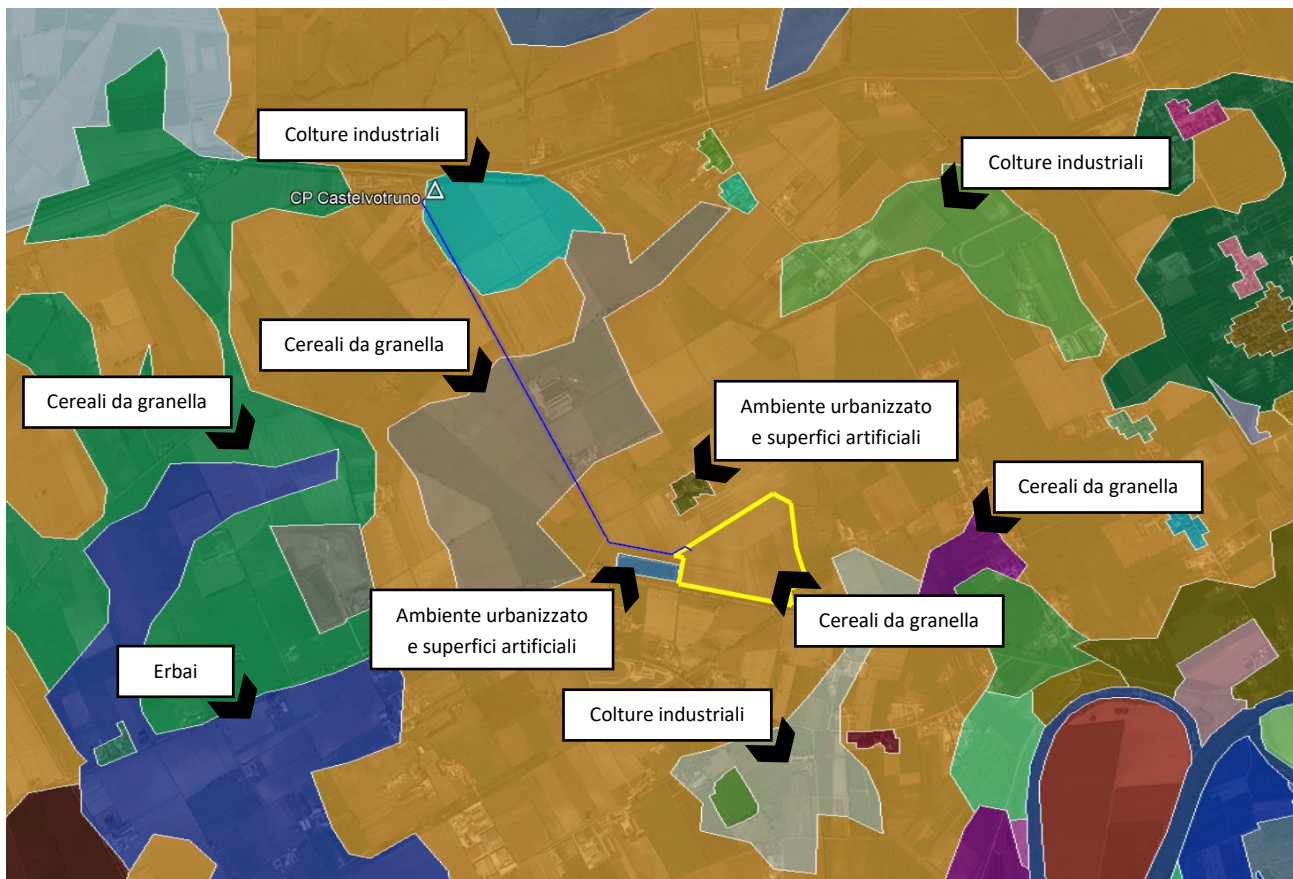 Colture industriali
Colture industriali
CP Castelvotruno
Cereali da granella
Cereali da granella
Ambiente urbanizzato
e superfici artificiali
Cereali da granella
Ambiente urbanizzato
e superfici artificiali
Cereali da granella
Erbai
Colture industriali